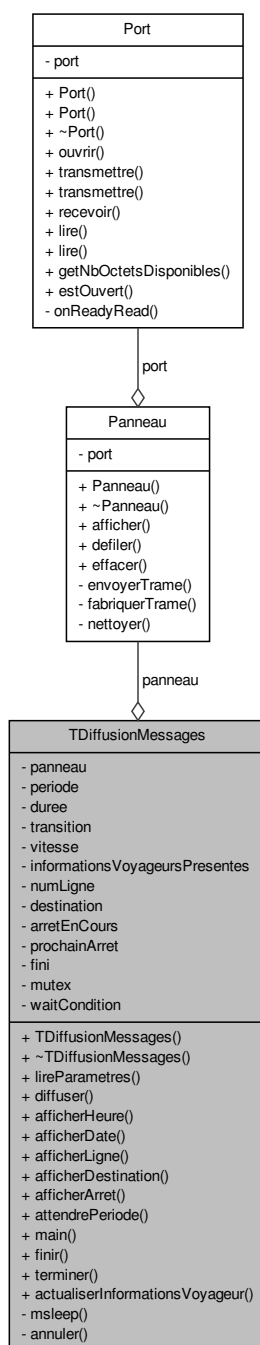 Port
- port
+ Port()
+ Port()
+ ~Port()
+ ouvrir()
+ transmettre()
+ transmettre()
+ recevoir()
+ lire()
+ lire()
+ getNbOctetsDisponibles()
+ estOuvert()
- onReadyRead()
port
Panneau
- port
+ Panneau()
+ ~Panneau()
+ afficher()
+ defiler()
+ effacer()
- envoyerTrame()
- fabriquerTrame()
- nettoyer()
panneau
TDiffusionMessages
- panneau
- periode
- duree
- transition
- vitesse
- informationsVoyageursPresentes
- numLigne
- destination
- arretEnCours
- prochainArret
- fini
- mutex
- waitCondition
+ TDiffusionMessages()
+ ~TDiffusionMessages()
+ lireParametres()
+ diffuser()
+ afficherHeure()
+ afficherDate()
+ afficherLigne()
+ afficherDestination()
+ afficherArret()
+ attendrePeriode()
+ main()
+ finir()
+ terminer()
+ actualiserInformationsVoyageur()
- msleep()
- annuler()